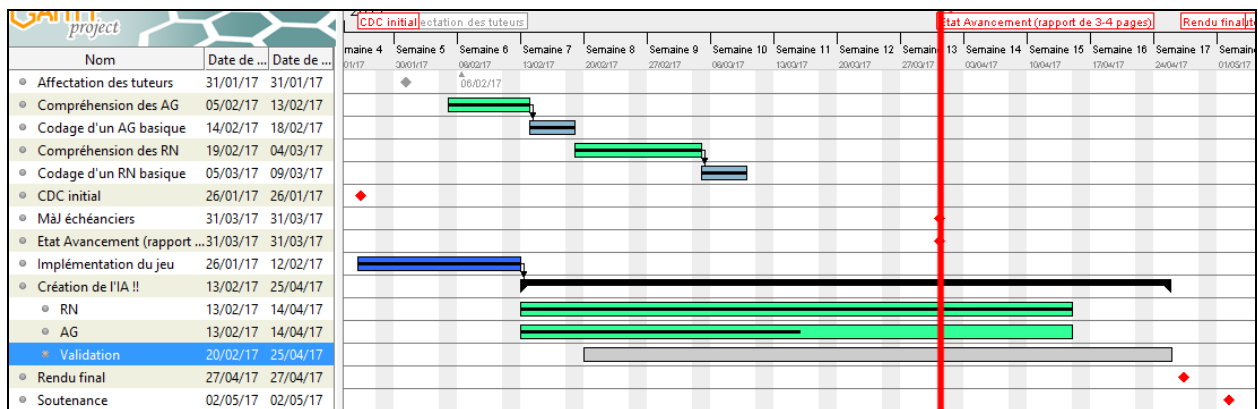 GANTT
project
CDC initial
ectation des tuteurs
Etat Avancement (rapport de 3-4 pages)
Rendu final
Nom Date de ... Date de ...
maine 4 Semaine 5 Semaine 6 Semaine 7 Semaine 8 Semaine 9 Semaine 10 Semaine 11 Semaine 12 Semain 13 Semaine 14 Semaine 15 Semaine 16 Semaine 17 Semain
01/17 30/01/17 06/02/17 13/02/17 20/02/17 27/02/17 06/03/17 13/03/17 20/03/17 27/03/17 03/04/17 10/04/17 17/04/17 24/04/17 01/05/17
Affectation des tuteurs 31/01/17 31/01/17 06/02/17
Compréhension des AG 05/02/17 13/02/17
Codage d'un AG basique 14/02/17 18/02/17
Compréhension des RN 19/02/17 04/03/17
Codage d'un RN basique 05/03/17 09/03/17
CDC initial 26/01/17 26/01/17
MàJ échéanciers 31/03/17 31/03/17
Etat Avancement (rapport ... 31/03/17 31/03/17
Implémentation du jeu 26/01/17 12/02/17
Création de l'IA !! 13/02/17 25/04/17
RN 13/02/17 14/04/17
AG 13/02/17 14/04/17
Validation 20/02/17 25/04/17
Rendu final 27/04/17 27/04/17
Soutenance 02/05/17 02/05/17